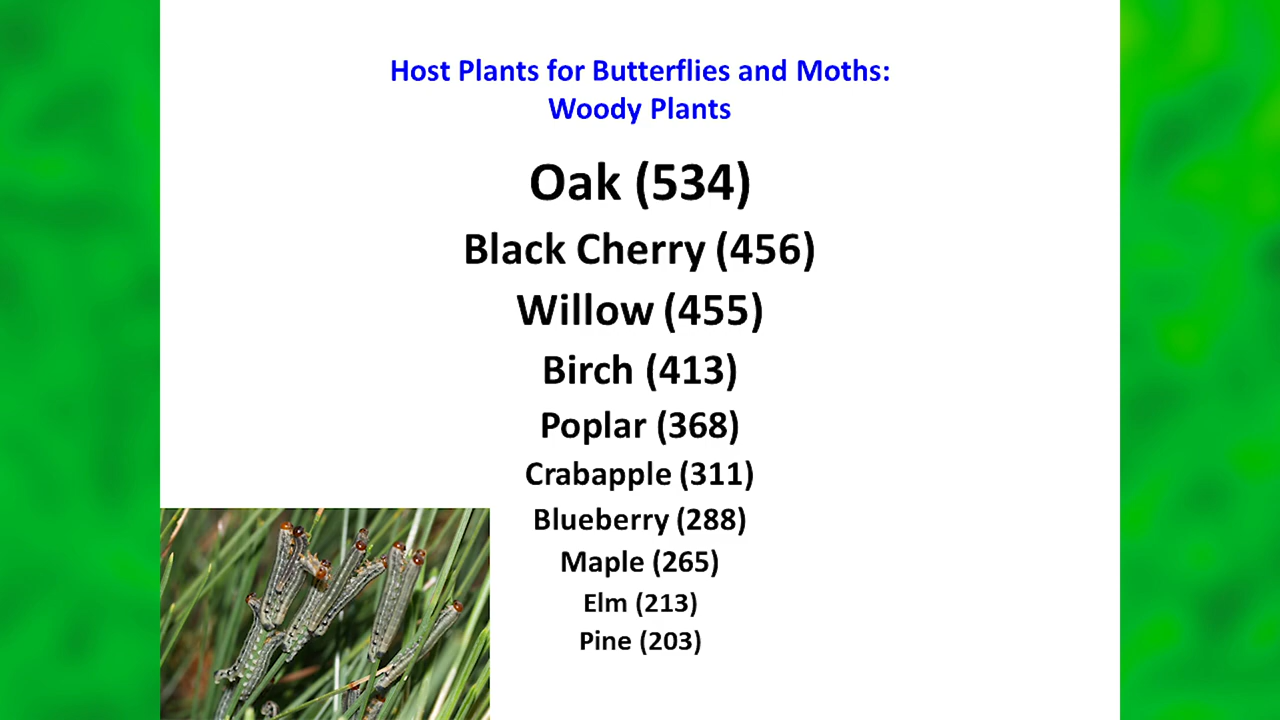 Host Plants for Butterflies and Moths:
Woody Plants
Oak (534)
Black Cherry (456)
Willow (455)
Birch (413)
Poplar (368)
Crabapple (311)
Blueberry (288)
Maple (265)
Elm (213)
Pine (203)